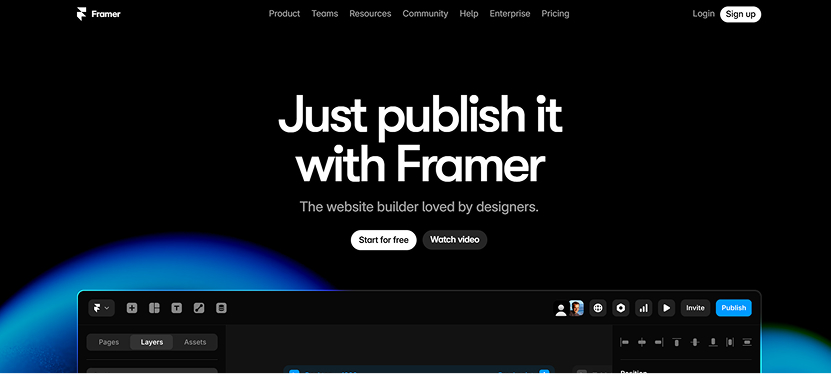 Framer
Product Teams Resources Community Help Enterprise Pricing
Login Sign up
Just publish it
with Framer
The website builder loved by designers.
Start for free Watch video
Invite Publish
Pages Layers Assets